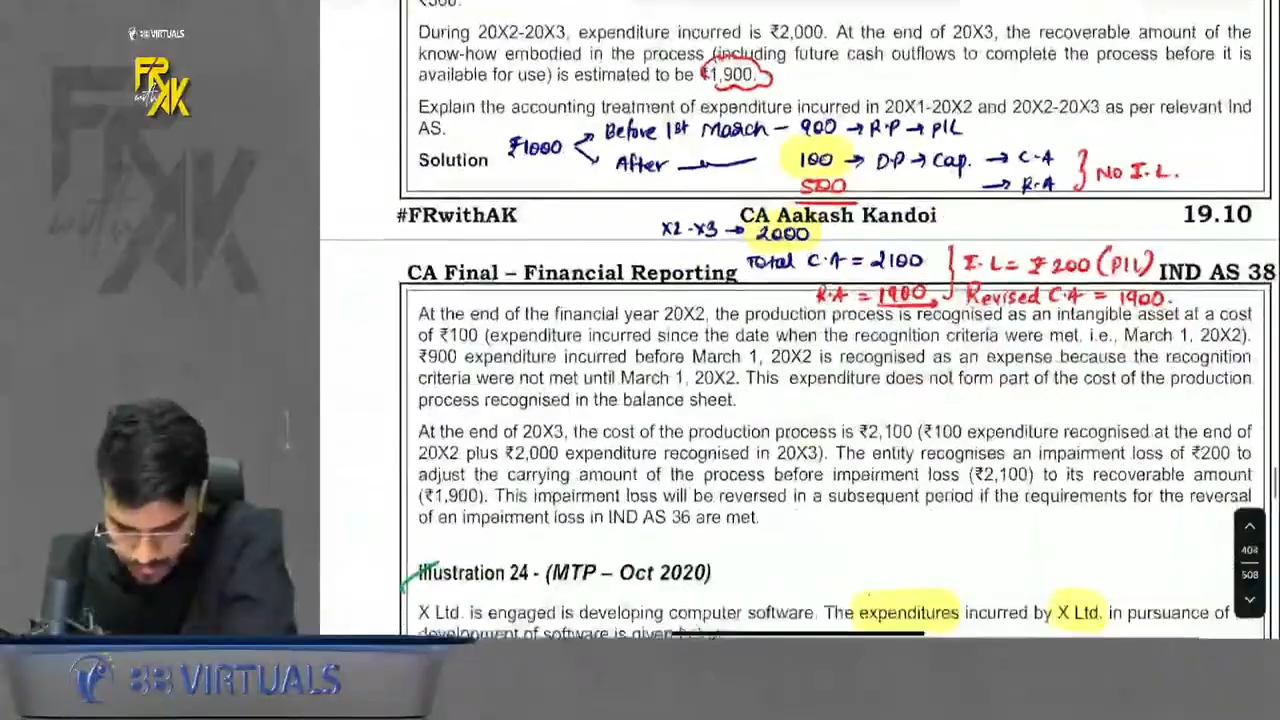 BB VIRTUALS
FR
with AK
₹500.
During 20X2-20X3, expenditure incurred is ₹2,000. At the end of 20X3, the recoverable amount of the
know-how embodied in the process (including future cash outflows to complete the process before it is
available for use) is estimated to be ₹1,900.
Explain the accounting treatment of expenditure incurred in 20X1-20X2 and 20X2-20X3 as per relevant Ind
AS.
₹1000 Before 1st March - 900 → R.P → P/L
Solution
After 100 → D.P → Cap. → C.A
500 → R.A } No I.L.
#FRwithAK CA Aakash Kandoi 19.10
X2-X3 → 2000
Total C.A = 2100 } I.L = ₹200 (P/L)
CA Final – Financial Reporting IND AS 38
R.A = 1900 Revised C.A = 1900.
At the end of the financial year 20X2, the production process is recognised as an intangible asset at a cost
of ₹100 (expenditure incurred since the date when the recognition criteria were met, i.e., March 1, 20X2).
₹900 expenditure incurred before March 1, 20X2 is recognised as an expense because the recognition
criteria were not met until March 1, 20X2. This expenditure does not form part of the cost of the production
process recognised in the balance sheet.
At the end of 20X3, the cost of the production process is ₹2,100 (₹100 expenditure recognised at the end of
20X2 plus ₹2,000 expenditure recognised in 20X3). The entity recognises an impairment loss of ₹200 to
adjust the carrying amount of the process before impairment loss (₹2,100) to its recoverable amount
(₹1,900). This impairment loss will be reversed in a subsequent period if the requirements for the reversal
of an impairment loss in IND AS 36 are met.
Illustration 24 - (MTP – Oct 2020)
X Ltd. is engaged is developing computer software. The expenditures incurred by X Ltd. in pursuance of
development of software is given below
404
508
BB VIRTUALS